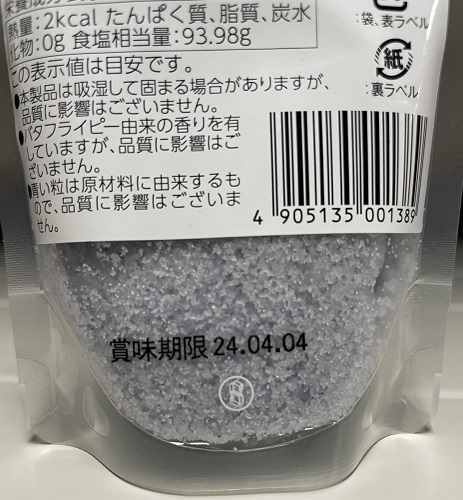 熱量：2kcal たんぱく質、脂質、炭水
化物：0g 食塩相当量：93.98g
この表示値は目安です。
●本製品は吸湿して固まる場合がありますが、
品質に影響はございません。
●バタフライピー由来の香りを有
していますが、品質に影響はご
ざいません。
●青い粒は原材料に由来するも
ので、品質に影響はございま
せん。
：袋、表ラベル
紙
：裏ラベル
4 905135 001389
賞味期限 24.04.04